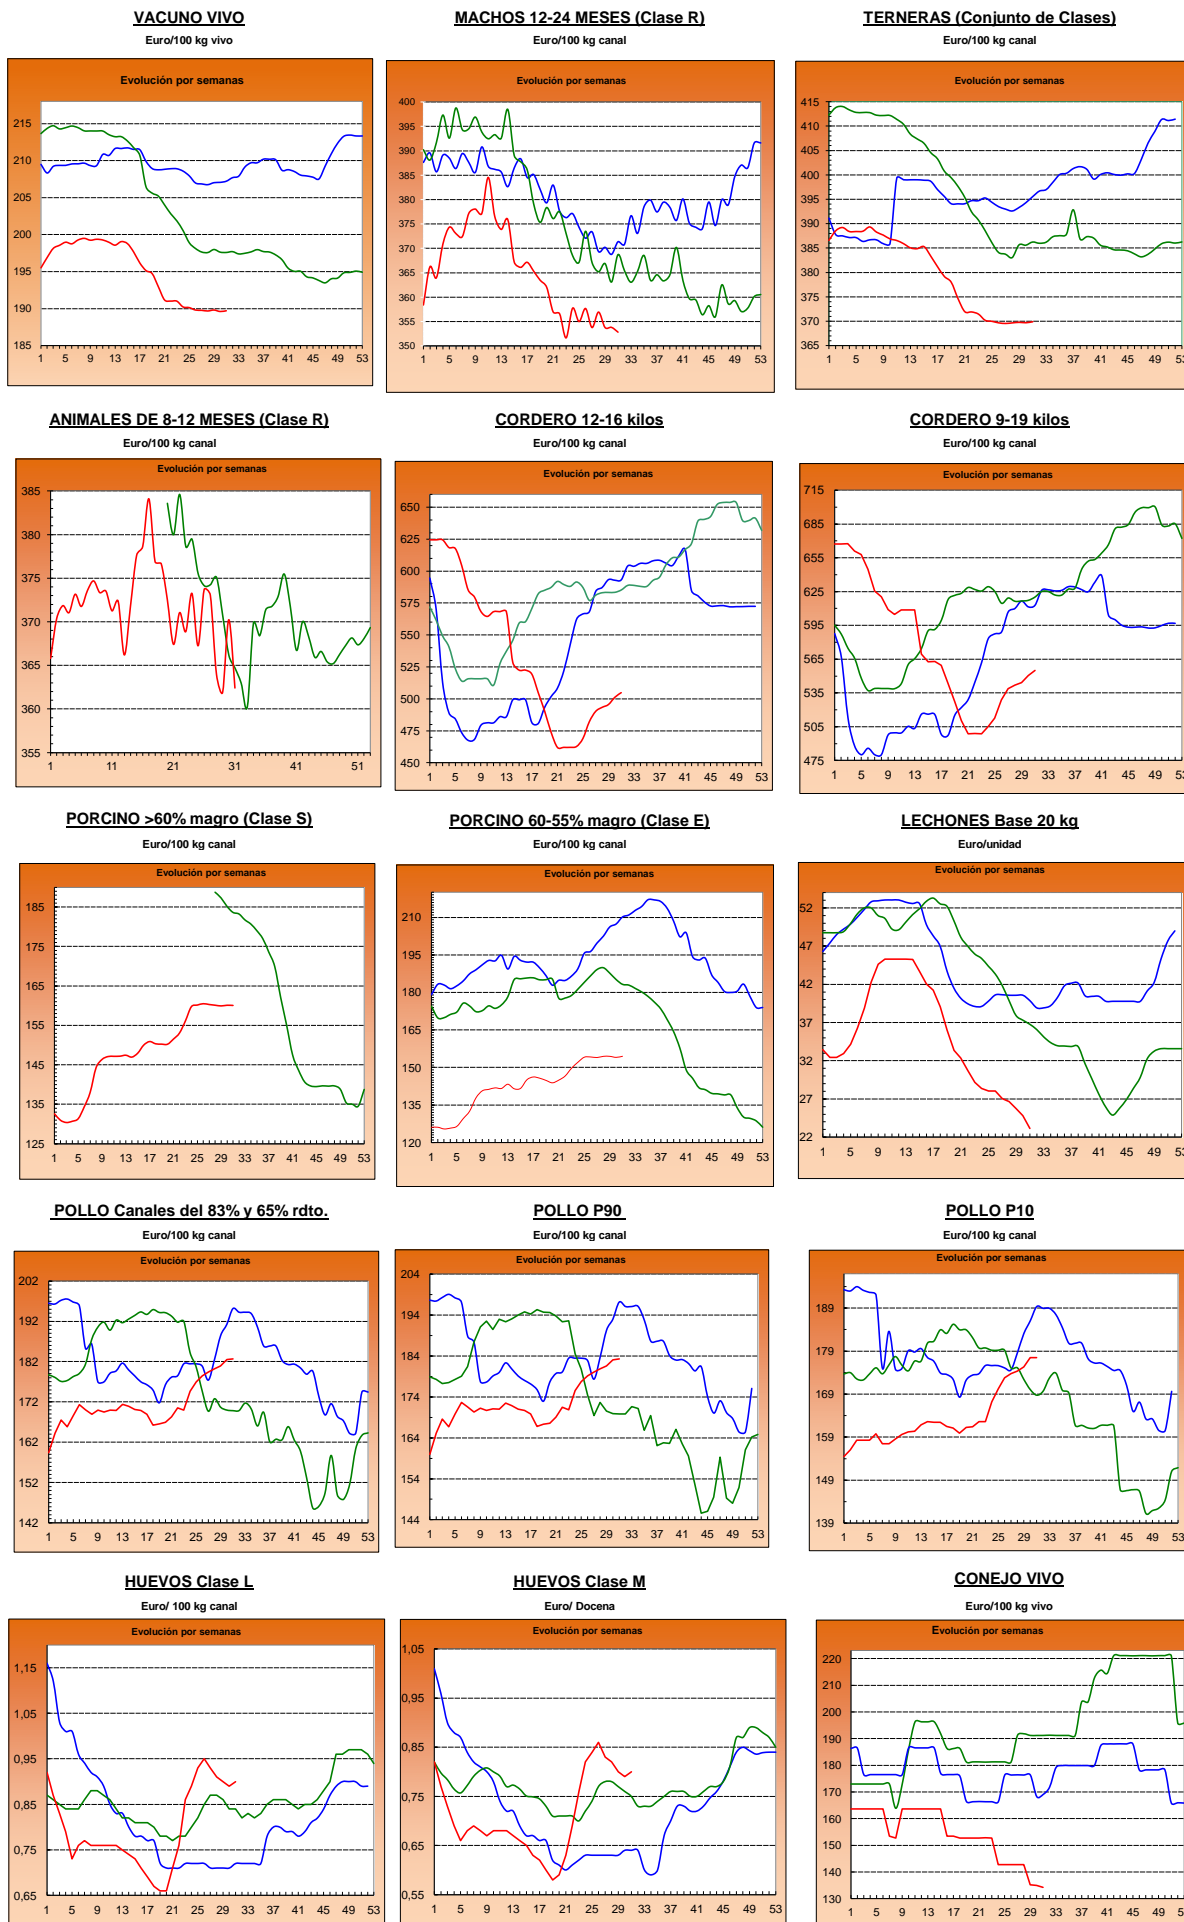 VACUNO VIVO
Euro/100 kg vivo
Evolución por semanas
215
210
205
200
195
190
185
1 5 9 13 17 21 25 29 33 37 41 45 49 53
MACHOS 12-24 MESES (Clase R)
Euro/100 kg canal
Evolución por semanas
400
395
390
385
380
375
370
365
360
355
350
1 5 9 13 17 21 25 29 33 37 41 45 49 53
TERNERAS (Conjunto de Clases)
Euro/100 kg canal
Evolución por semanas
415
410
405
400
395
390
385
380
375
370
365
1 5 9 13 17 21 25 29 33 37 41 45 49 53
ANIMALES DE 8-12 MESES (Clase R)
Euro/100 kg canal
Evolución por semanas
385
380
375
370
365
360
355
1 11 21 31 41 51
CORDERO 12-16 kilos
Euro/100 kg canal
Evolución por semanas
650
625
600
575
550
525
500
475
450
1 5 9 13 17 21 25 29 33 37 41 45 49 53
CORDERO 9-19 kilos
Euro/100 kg canal
Evolución por semanas
715
685
655
625
595
565
535
505
475
1 5 9 13 17 21 25 29 33 37 41 45 49 53
PORCINO >60% magro (Clase S)
Euro/100 kg canal
Evolución por semanas
185
175
165
155
145
135
125
1 5 9 13 17 21 25 29 33 37 41 45 49 53
PORCINO 60-55% magro (Clase E)
Euro/100 kg canal
Evolución por semanas
210
195
180
165
150
135
120
1 5 9 13 17 21 25 29 33 37 41 45 49 53
LECHONES Base 20 kg
Euro/unidad
Evolución por semanas
52
47
42
37
32
27
22
1 5 9 13 17 21 25 29 33 37 41 45 49 53
POLLO Canales del 83% y 65% rdto.
Euro/100 kg canal
Evolución por semanas
202
192
182
172
162
152
142
1 5 9 13 17 21 25 29 33 37 41 45 49 53
POLLO P90
Euro/100 kg canal
Evolución por semanas
204
194
184
174
164
154
144
1 5 9 13 17 21 25 29 33 37 41 45 49 53
POLLO P10
Euro/100 kg canal
Evolución por semanas
189
179
169
159
149
139
1 5 9 13 17 21 25 29 33 37 41 45 49 53
HUEVOS Clase L
Euro/ 100 kg canal
Evolución por semanas
1,15
1,05
0,95
0,85
0,75
0,65
1 5 9 13 17 21 25 29 33 37 41 45 49 53
HUEVOS Clase M
Euro/ Docena
Evolución por semanas
1,05
0,95
0,85
0,75
0,65
0,55
1 5 9 13 17 21 25 29 33 37 41 45 49 53
CONEJO VIVO
Euro/100 kg vivo
Evolución por semanas
220
210
200
190
180
170
160
150
140
130
1 5 9 13 17 21 25 29 33 37 41 45 49 53